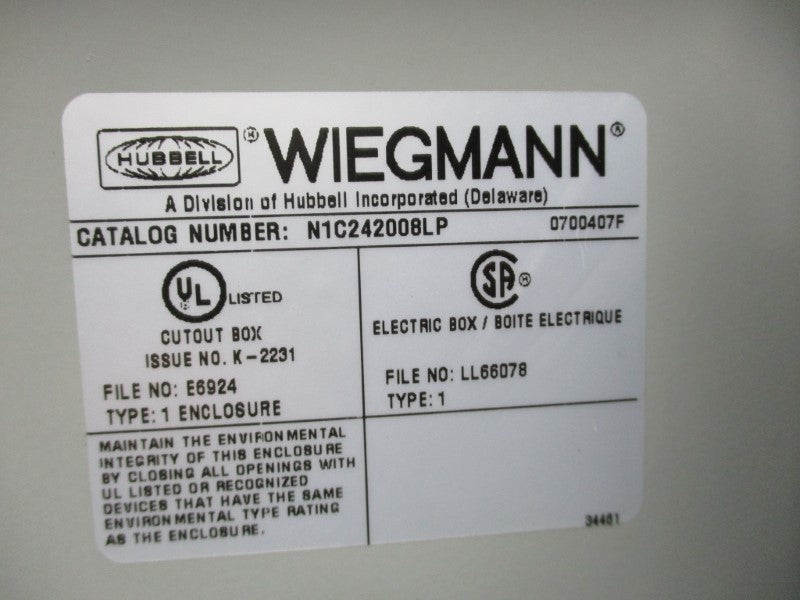 HUBBELL ® WIEGMANN®
A Division of Hubbell Incorporated (Delaware)
CATALOG NUMBER: N1C242008LP 0700407F
UL LISTED
CUTOUT BOX
ISSUE NO. K-2231
FILE NO: E6924
TYPE: 1 ENCLOSURE
SA ®
ELECTRIC BOX / BOITE ELECTRIQUE
FILE NO: LL66078
TYPE: 1
MAINTAIN THE ENVIRONMENTAL
INTEGRITY OF THIS ENCLOSURE
BY CLOSING ALL OPENINGS WITH
UL LISTED OR RECOGNIZED
DEVICES THAT HAVE THE SAME
ENVIRONMENTAL TYPE RATING
AS THE ENCLOSURE.
34461